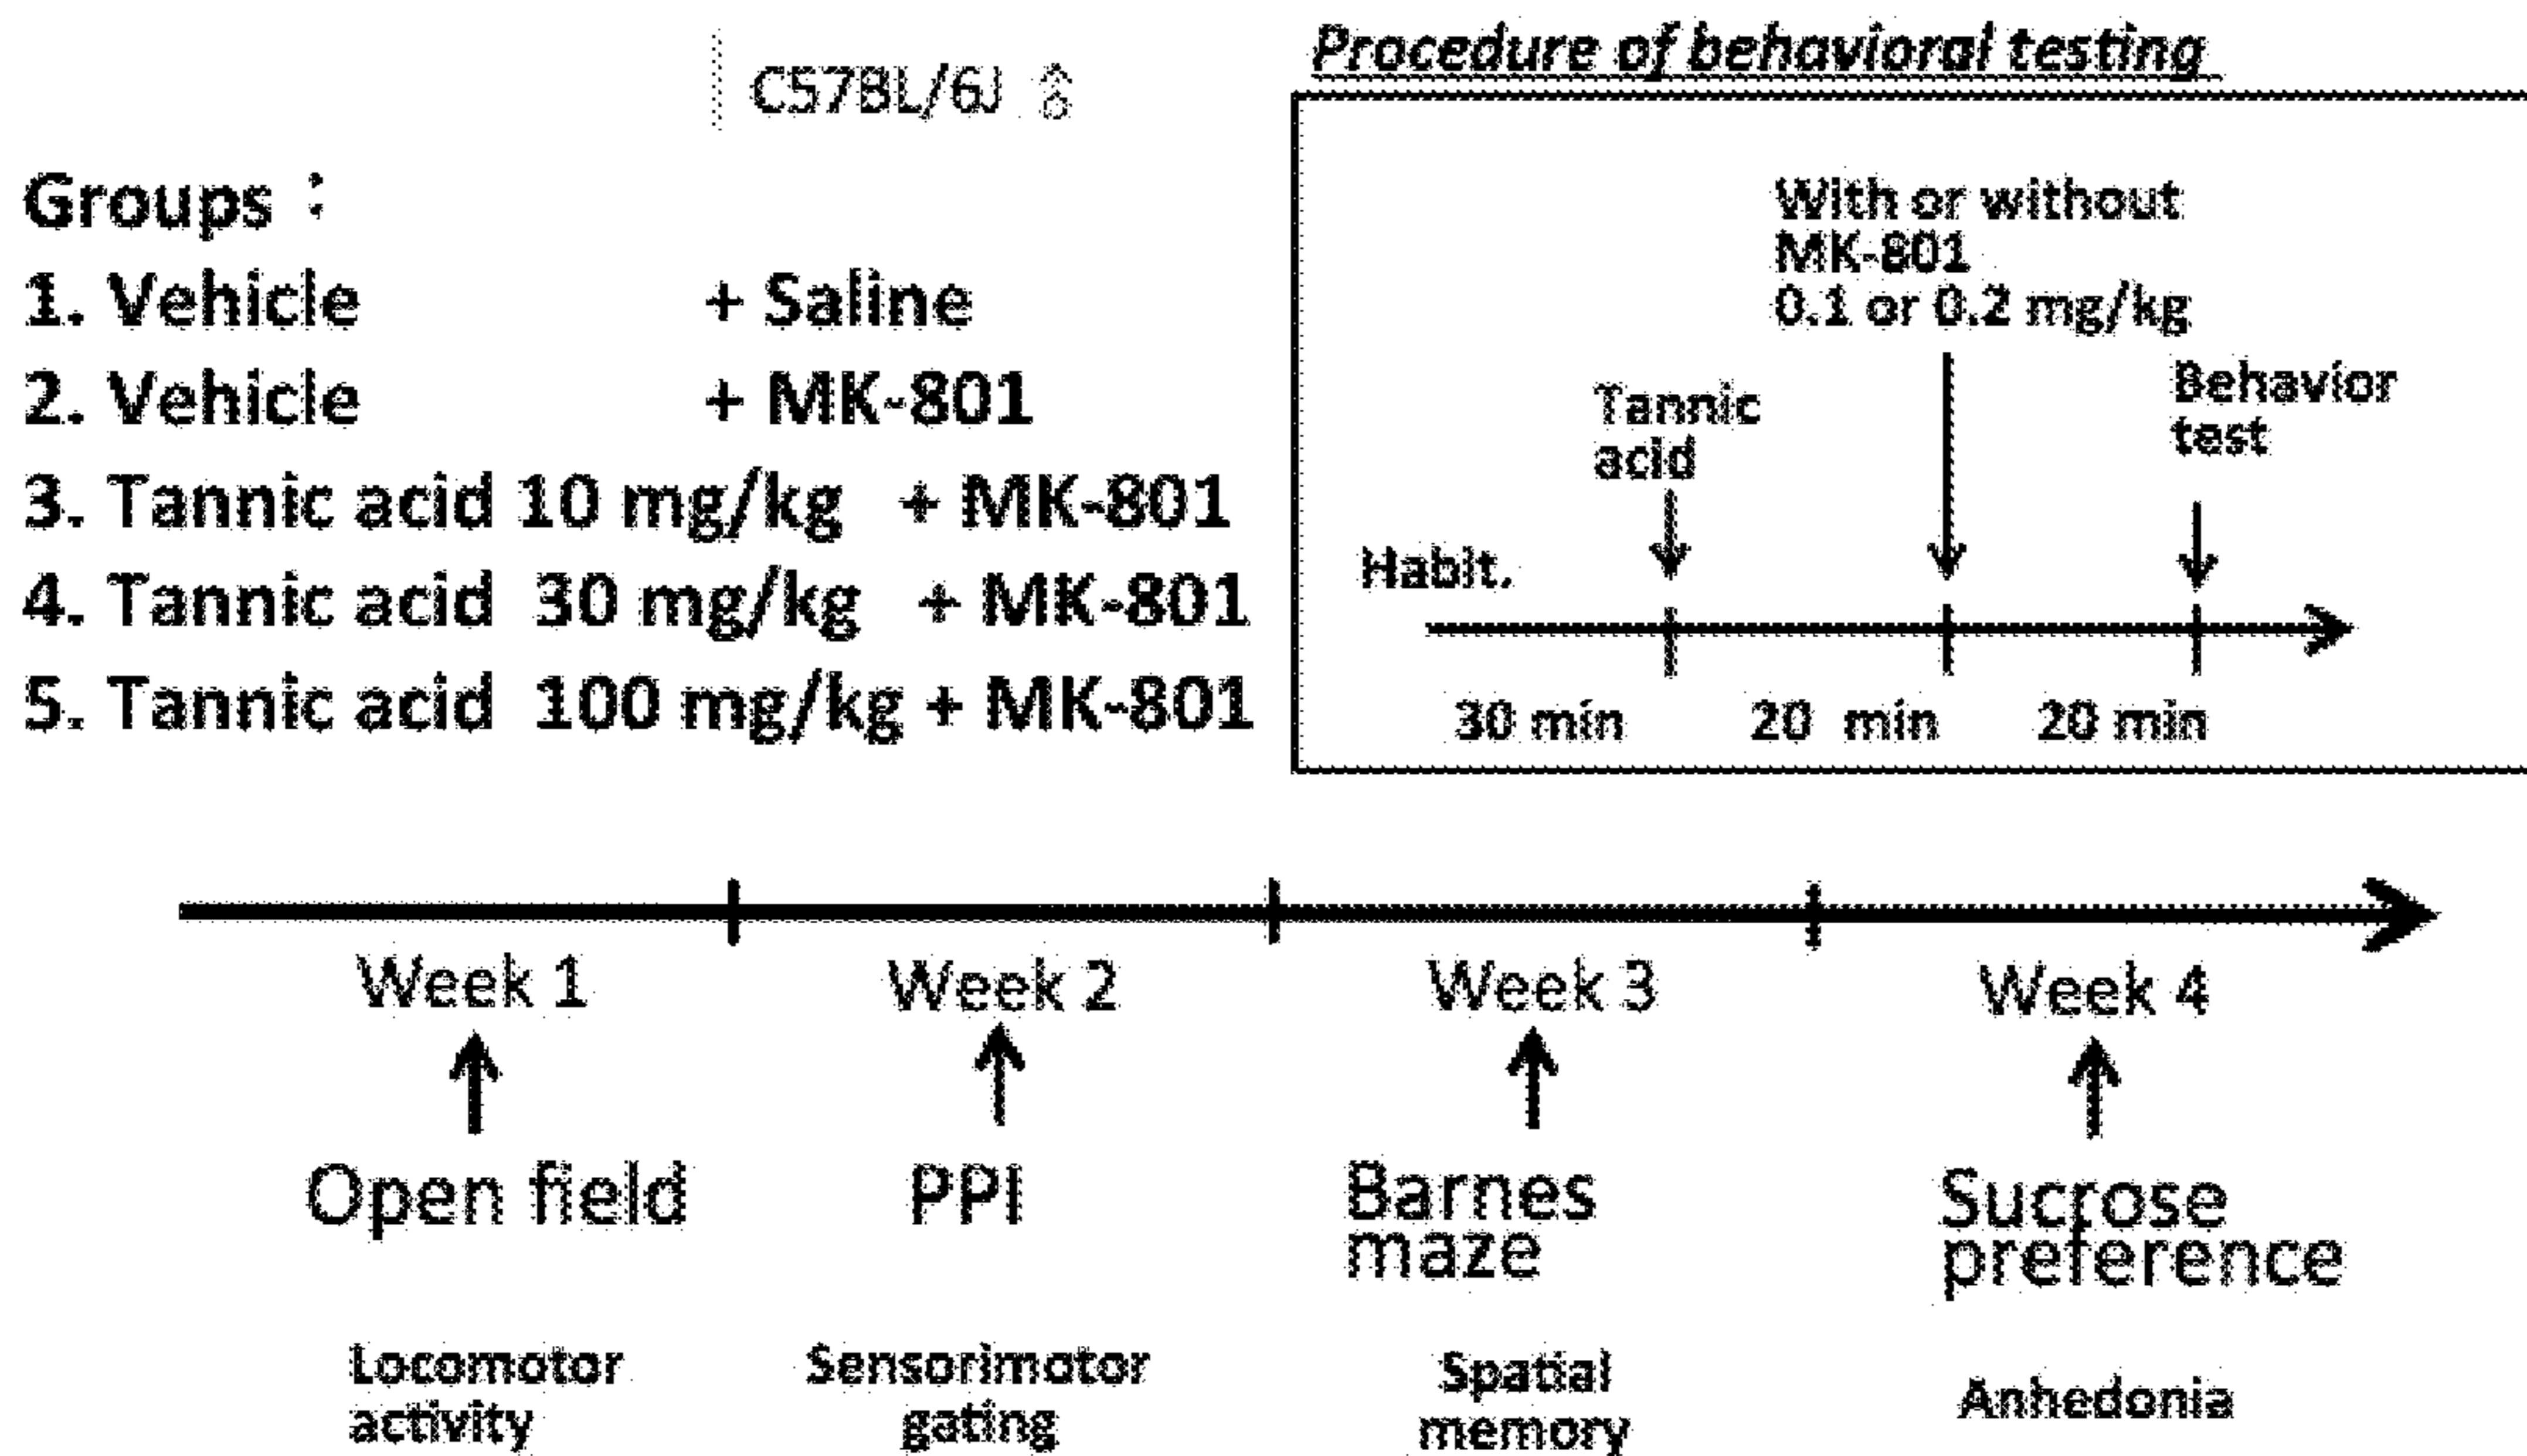 C57BL/6J ♂
Groups :
1. Vehicle + Saline
2. Vehicle + MK-801
3. Tannic acid 10 mg/kg + MK-801
4. Tannic acid 30 mg/kg + MK-801
5. Tannic acid 100 mg/kg + MK-801
Procedure of behavioral testing
With or without
MK-801
0.1 or 0.2 mg/kg
Tannic
acid
Behavior
test
Habit.
30 min 20 min 20 min
Week 1 Week 2 Week 3 Week 4
Open field
PPI
Barnes
maze
Sucrose
preference
Locomotor
activity
Sensorimotor
gating
Spatial
memory
Anhedonia